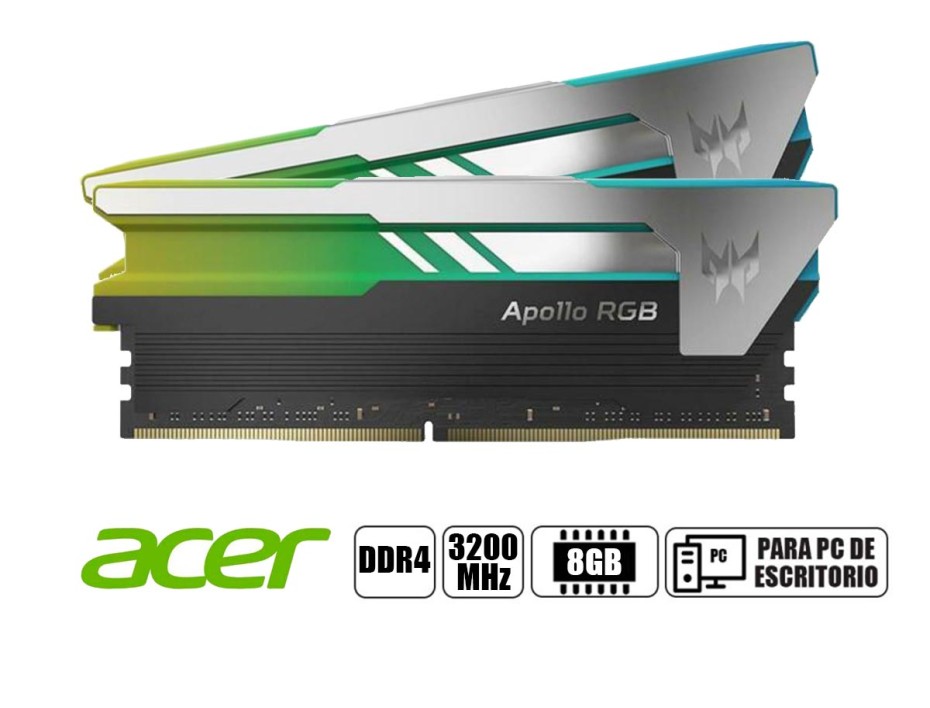 Apollo RGB
acer
DDR4
3200
MHz
8GB
PC
PARA PC DE
ESCRITORIO